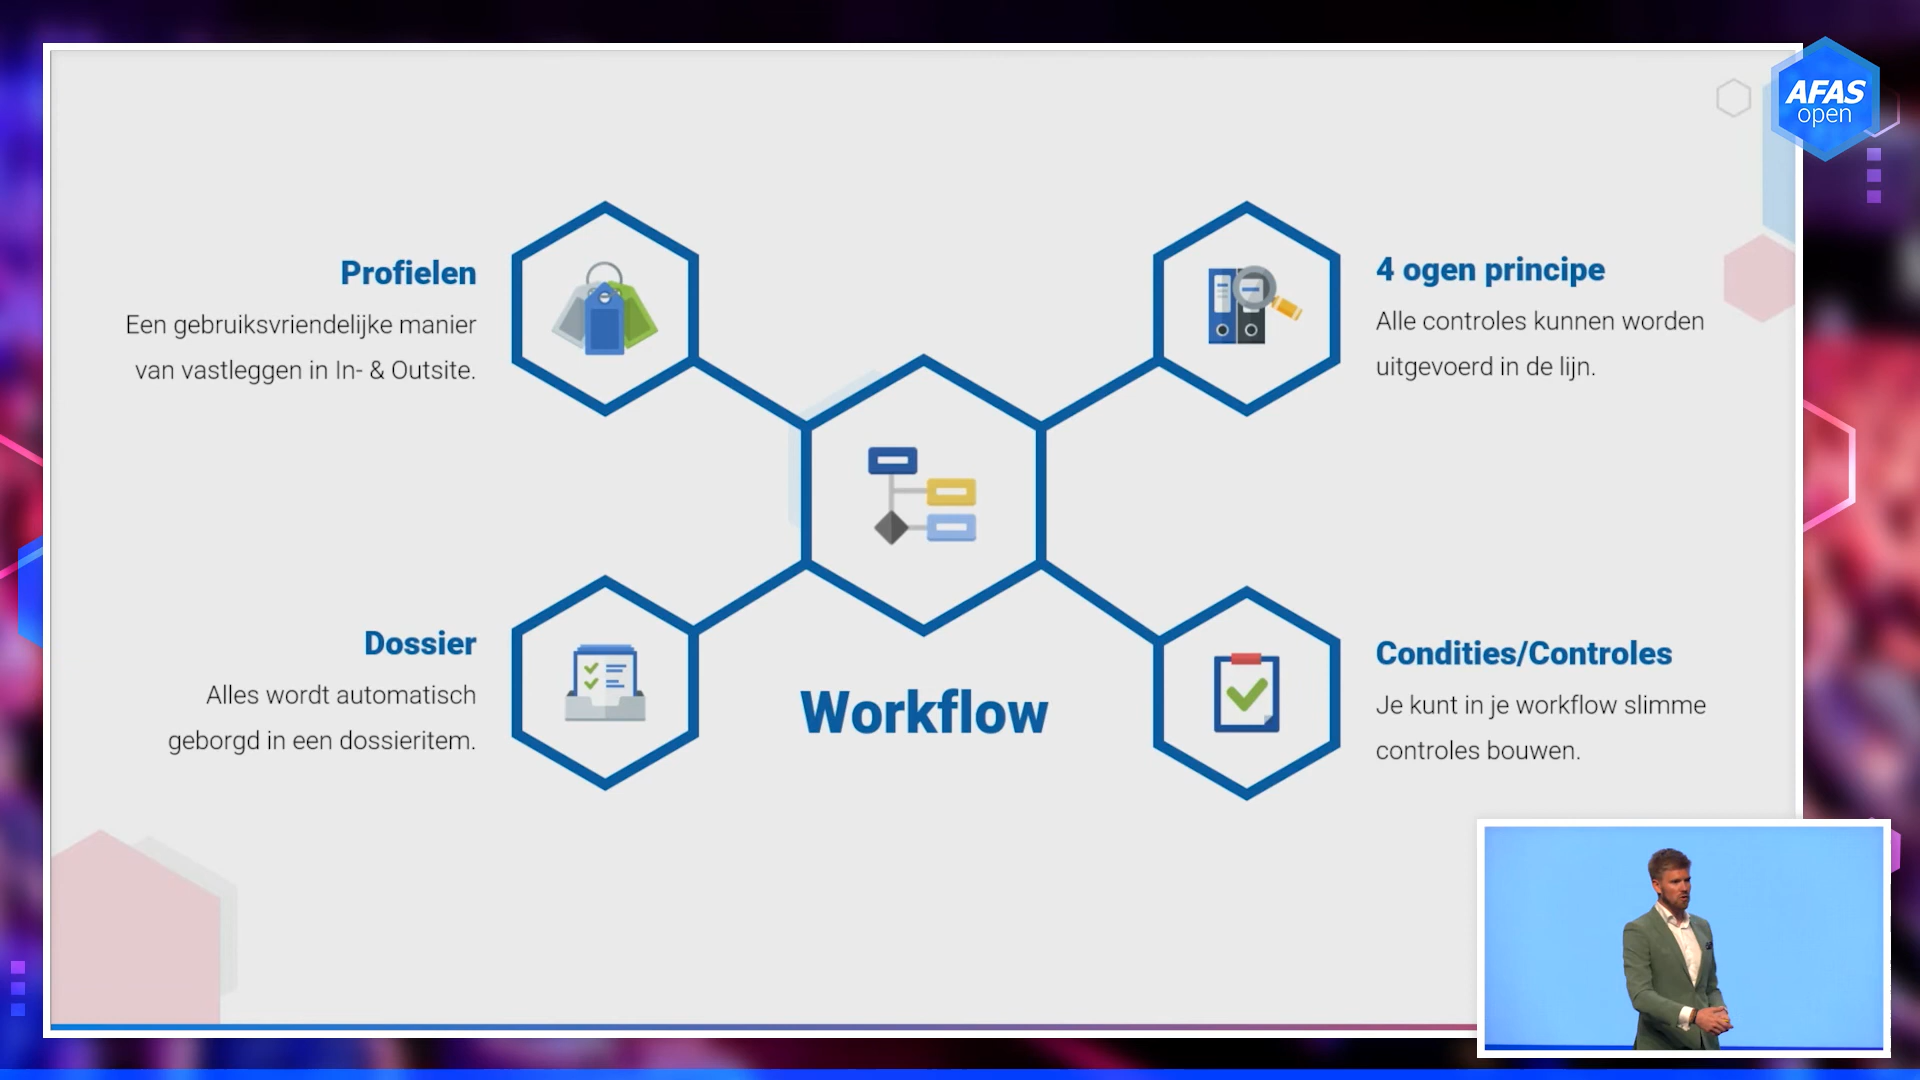 AFAS
open
Profielen
Een gebruiksvriendelijke manier
van vastleggen in In- & Outsite.
4 ogen principe
Alle controles kunnen worden
uitgevoerd in de lijn.
Dossier
Alles wordt automatisch
geborgd in een dossieritem.
Workflow
Condities/Controles
Je kunt in je workflow slimme
controles bouwen.